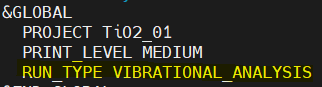 &GLOBAL
PROJECT TiO2_01
PRINT_LEVEL MEDIUM
RUN_TYPE VIBRATIONAL_ANALYSIS